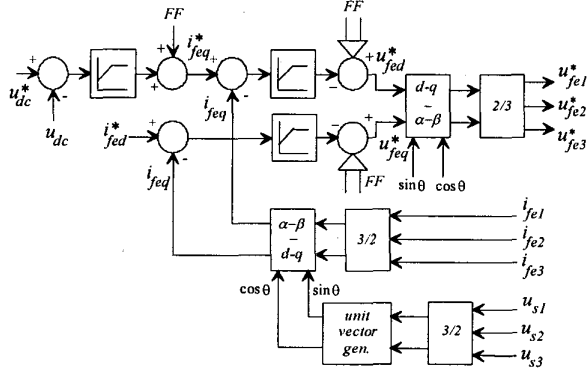 FF
FF
+
i*feq
+
+
-
+
-
+u*fed
u*dc
-
udc
ifeq
i*fed
+
-
ifeq
-
+
u*feq
FF
d-q
–
α-β
2/3
u*fe1
u*fe2
u*fe3
sinθ
cosθ
α-β
–
d-q
3/2
ife1
ife2
ife3
cosθ
sinθ
unit
vector
gen.
3/2
us1
us2
us3